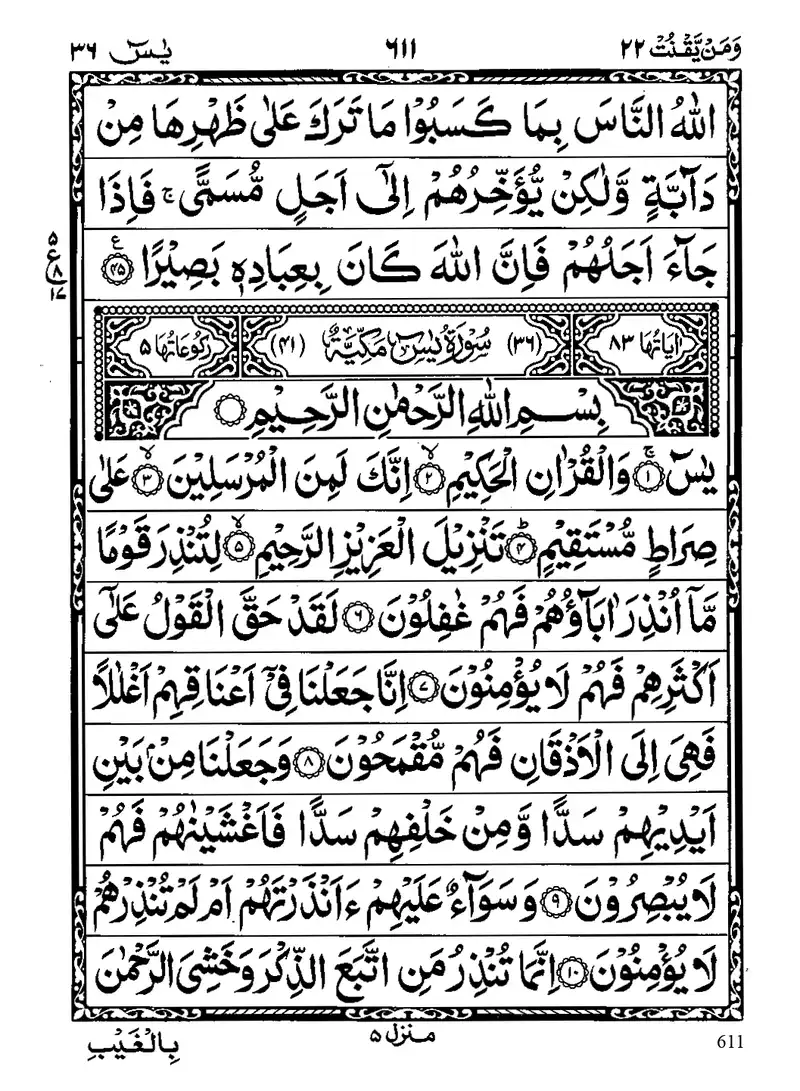 وَمَنْ يَّقْنُتْ ٢٢ ٦١١ يٰسٓ ٣٦
اللّٰهُ النَّاسَ بِمَا كَسَبُوْا مَا تَرَكَ عَلٰى ظَهْرِهَا مِنْ
دَآبَّةٍ وَّلٰكِنْ يُّؤَخِّرُهُمْ اِلٰٓى اَجَلٍ مُّسَمًّى ۚ فَاِذَا
جَآءَ اَجَلُهُمْ فَاِنَّ اللّٰهَ كَانَ بِعِبَادِهٖ بَصِيْرًا ﴿٤٥﴾ ع
٥
ع
٨
١٧
اٰيَاتُهَا ٨٣ (٣٦) سُوْرَةُ يٰسٓ مَكِّيَّةٌ (٤١) رُكُوْعَاتُهَا ٥
بِسْمِ اللّٰهِ الرَّحْمٰنِ الرَّحِيْمِ
يٰسٓ ۚ﴿١﴾ وَالْقُرْاٰنِ الْحَكِيْمِ ۙ﴿٢﴾ اِنَّكَ لَمِنَ الْمُرْسَلِيْنَ ۙ﴿٣﴾ عَلٰى
صِرَاطٍ مُّسْتَقِيْمٍ ؕ﴿٤﴾ تَنْزِيْلَ الْعَزِيْزِ الرَّحِيْمِ ۙ﴿٥﴾ لِتُنْذِرَ قَوْمًا
مَّآ اُنْذِرَ اٰبَآؤُهُمْ فَهُمْ غٰفِلُوْنَ ﴿٦﴾ لَقَدْ حَقَّ الْقَوْلُ عَلٰٓى
اَكْثَرِهِمْ فَهُمْ لَا يُؤْمِنُوْنَ ﴿٧﴾ اِنَّا جَعَلْنَا فِيْٓ اَعْنَاقِهِمْ اَغْلٰلًا
فَهِيَ اِلَى الْاَذْقَانِ فَهُمْ مُّقْمَحُوْنَ ﴿٨﴾ وَجَعَلْنَا مِنْۢ بَيْنِ
اَيْدِيْهِمْ سَدًّا وَّمِنْ خَلْفِهِمْ سَدًّا فَاَغْشَيْنٰهُمْ فَهُمْ
لَا يُبْصِرُوْنَ ﴿٩﴾ وَسَوَآءٌ عَلَيْهِمْ ءَاَنْذَرْتَهُمْ اَمْ لَمْ تُنْذِرْهُمْ
لَا يُؤْمِنُوْنَ ﴿١٠﴾ اِنَّمَا تُنْذِرُ مَنِ اتَّبَعَ الذِّكْرَ وَخَشِيَ الرَّحْمٰنَ
بِالْغَيْبِ
منزل ٥
611